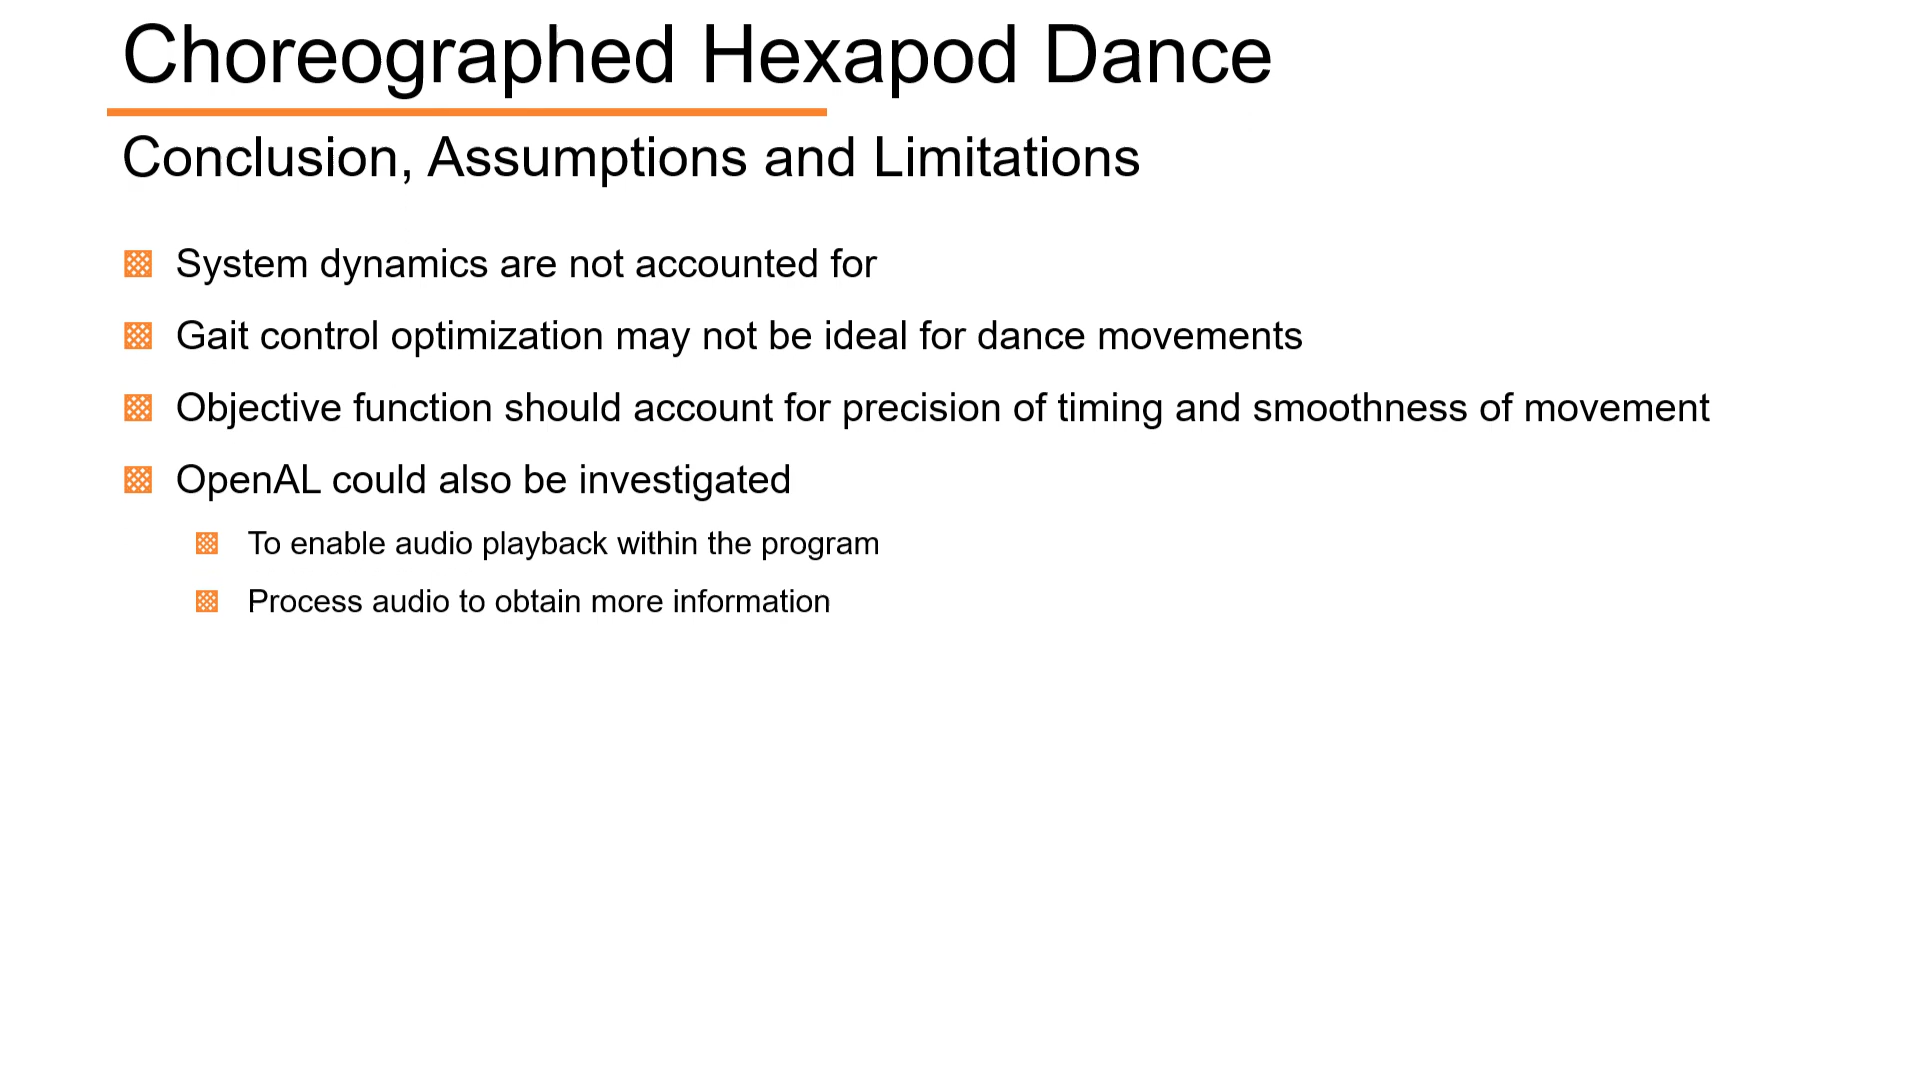 Choreographed Hexapod Dance
Conclusion, Assumptions and Limitations
System dynamics are not accounted for
Gait control optimization may not be ideal for dance movements
Objective function should account for precision of timing and smoothness of movement
OpenAL could also be investigated
To enable audio playback within the program
Process audio to obtain more information